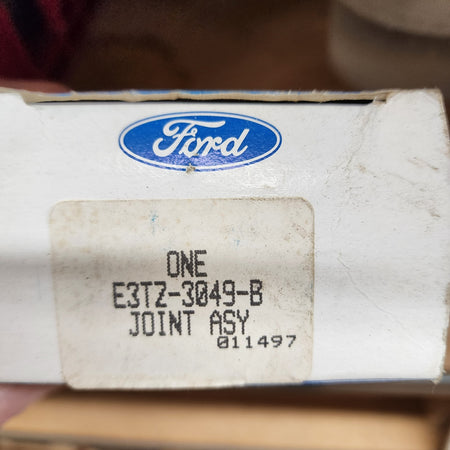 Ford
ONE
E3TZ-3049-B
JOINT ASY
011497